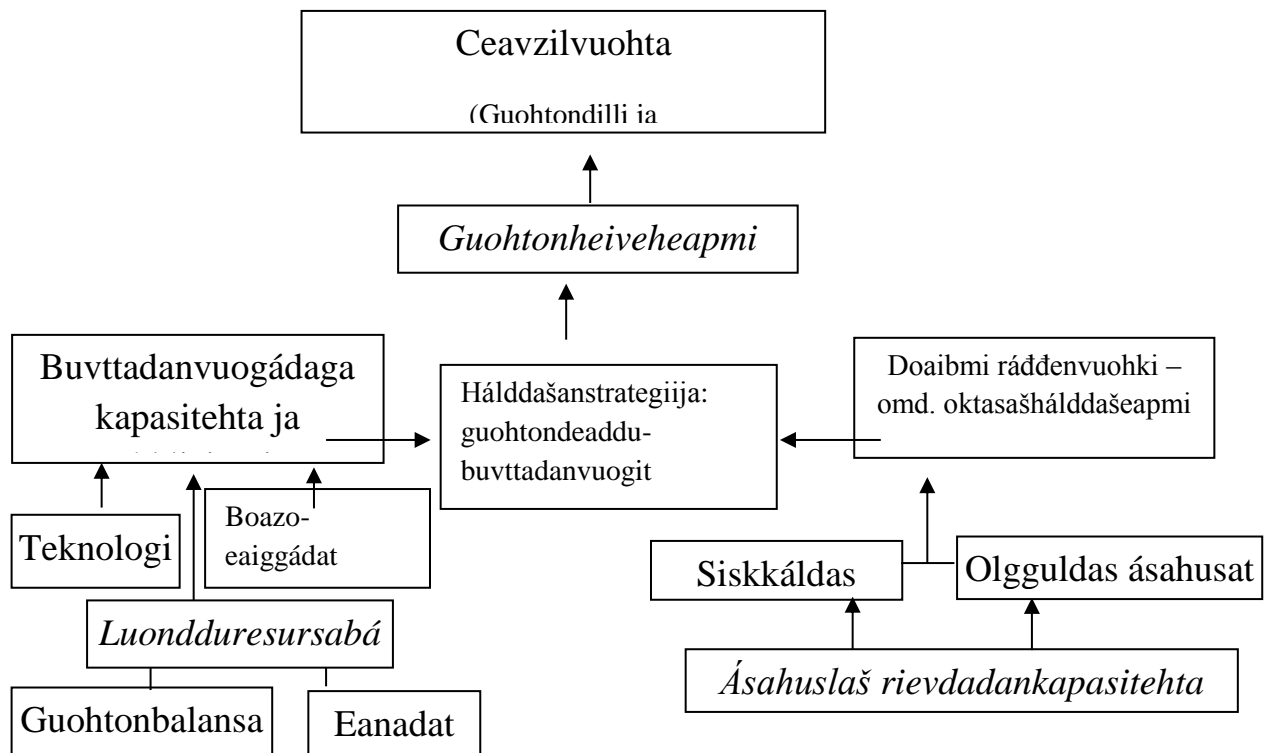 Ceavzilvuohta
(Guohtondilli ja
Guohtonheiveheapmi
Buvttadanvuogádaga
kapasitehta ja
Hálddašanstrategiija:
guohtondeaddu-
buvttadanvuogit
Doaibmi ráđđenvuohki –
omd. oktasašhálddašeapmi
Teknologi
Boazo-
eaiggádat
Siskkáldas
Olgguldas ásahusat
Luondduresursabá
Ásahuslaš rievdadankapasitehta
Guohtonbalansa
Eanadat